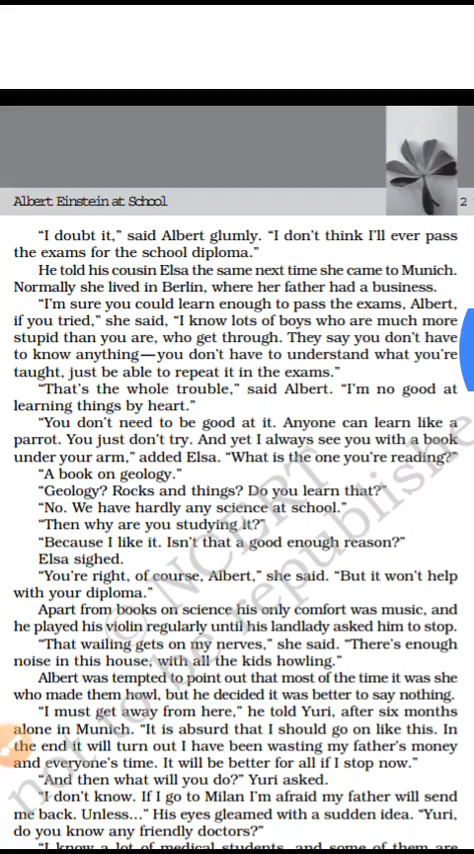 Albert Einstein at School
2
"I doubt it," said Albert glumly. "I don't think I'll ever pass
the exams for the school diploma."
He told his cousin Elsa the same next time she came to Munich.
Normally she lived in Berlin, where her father had a business.
"I'm sure you could learn enough to pass the exams, Albert,
if you tried," she said, "I know lots of boys who are much more
stupid than you are, who get through. They say you don't have
to know anything—you don't have to understand what you're
taught, just be able to repeat it in the exams."
"That's the whole trouble," said Albert. "I'm no good at
learning things by heart."
"You don't need to be good at it. Anyone can learn like a
parrot. You just don't try. And yet I always see you with a book
under your arm," added Elsa. "What is the one you're reading?"
"A book on geology."
"Geology? Rocks and things? Do you learn that?"
"No. We have hardly any science at school."
"Then why are you studying it?"
"Because I like it. Isn't that a good enough reason?"
Elsa sighed.
"You're right, of course, Albert," she said. "But it won't help
with your diploma."
Apart from books on science his only comfort was music, and
he played his violin regularly until his landlady asked him to stop.
"That wailing gets on my nerves," she said. "There's enough
noise in this house, with all the kids howling."
Albert was tempted to point out that most of the time it was she
who made them howl, but he decided it was better to say nothing.
"I must get away from here," he told Yuri, after six months
alone in Munich. "It is absurd that I should go on like this. In
the end it will turn out I have been wasting my father's money
and everyone's time. It will be better for all if I stop now."
"And then what will you do?" Yuri asked.
"I don't know. If I go to Milan I'm afraid my father will send
me back. Unless..." His eyes gleamed with a sudden idea. "Yuri,
do you know any friendly doctors?"
"I know a lot of medical students, and some of them are
© NCERT
not to be republishe